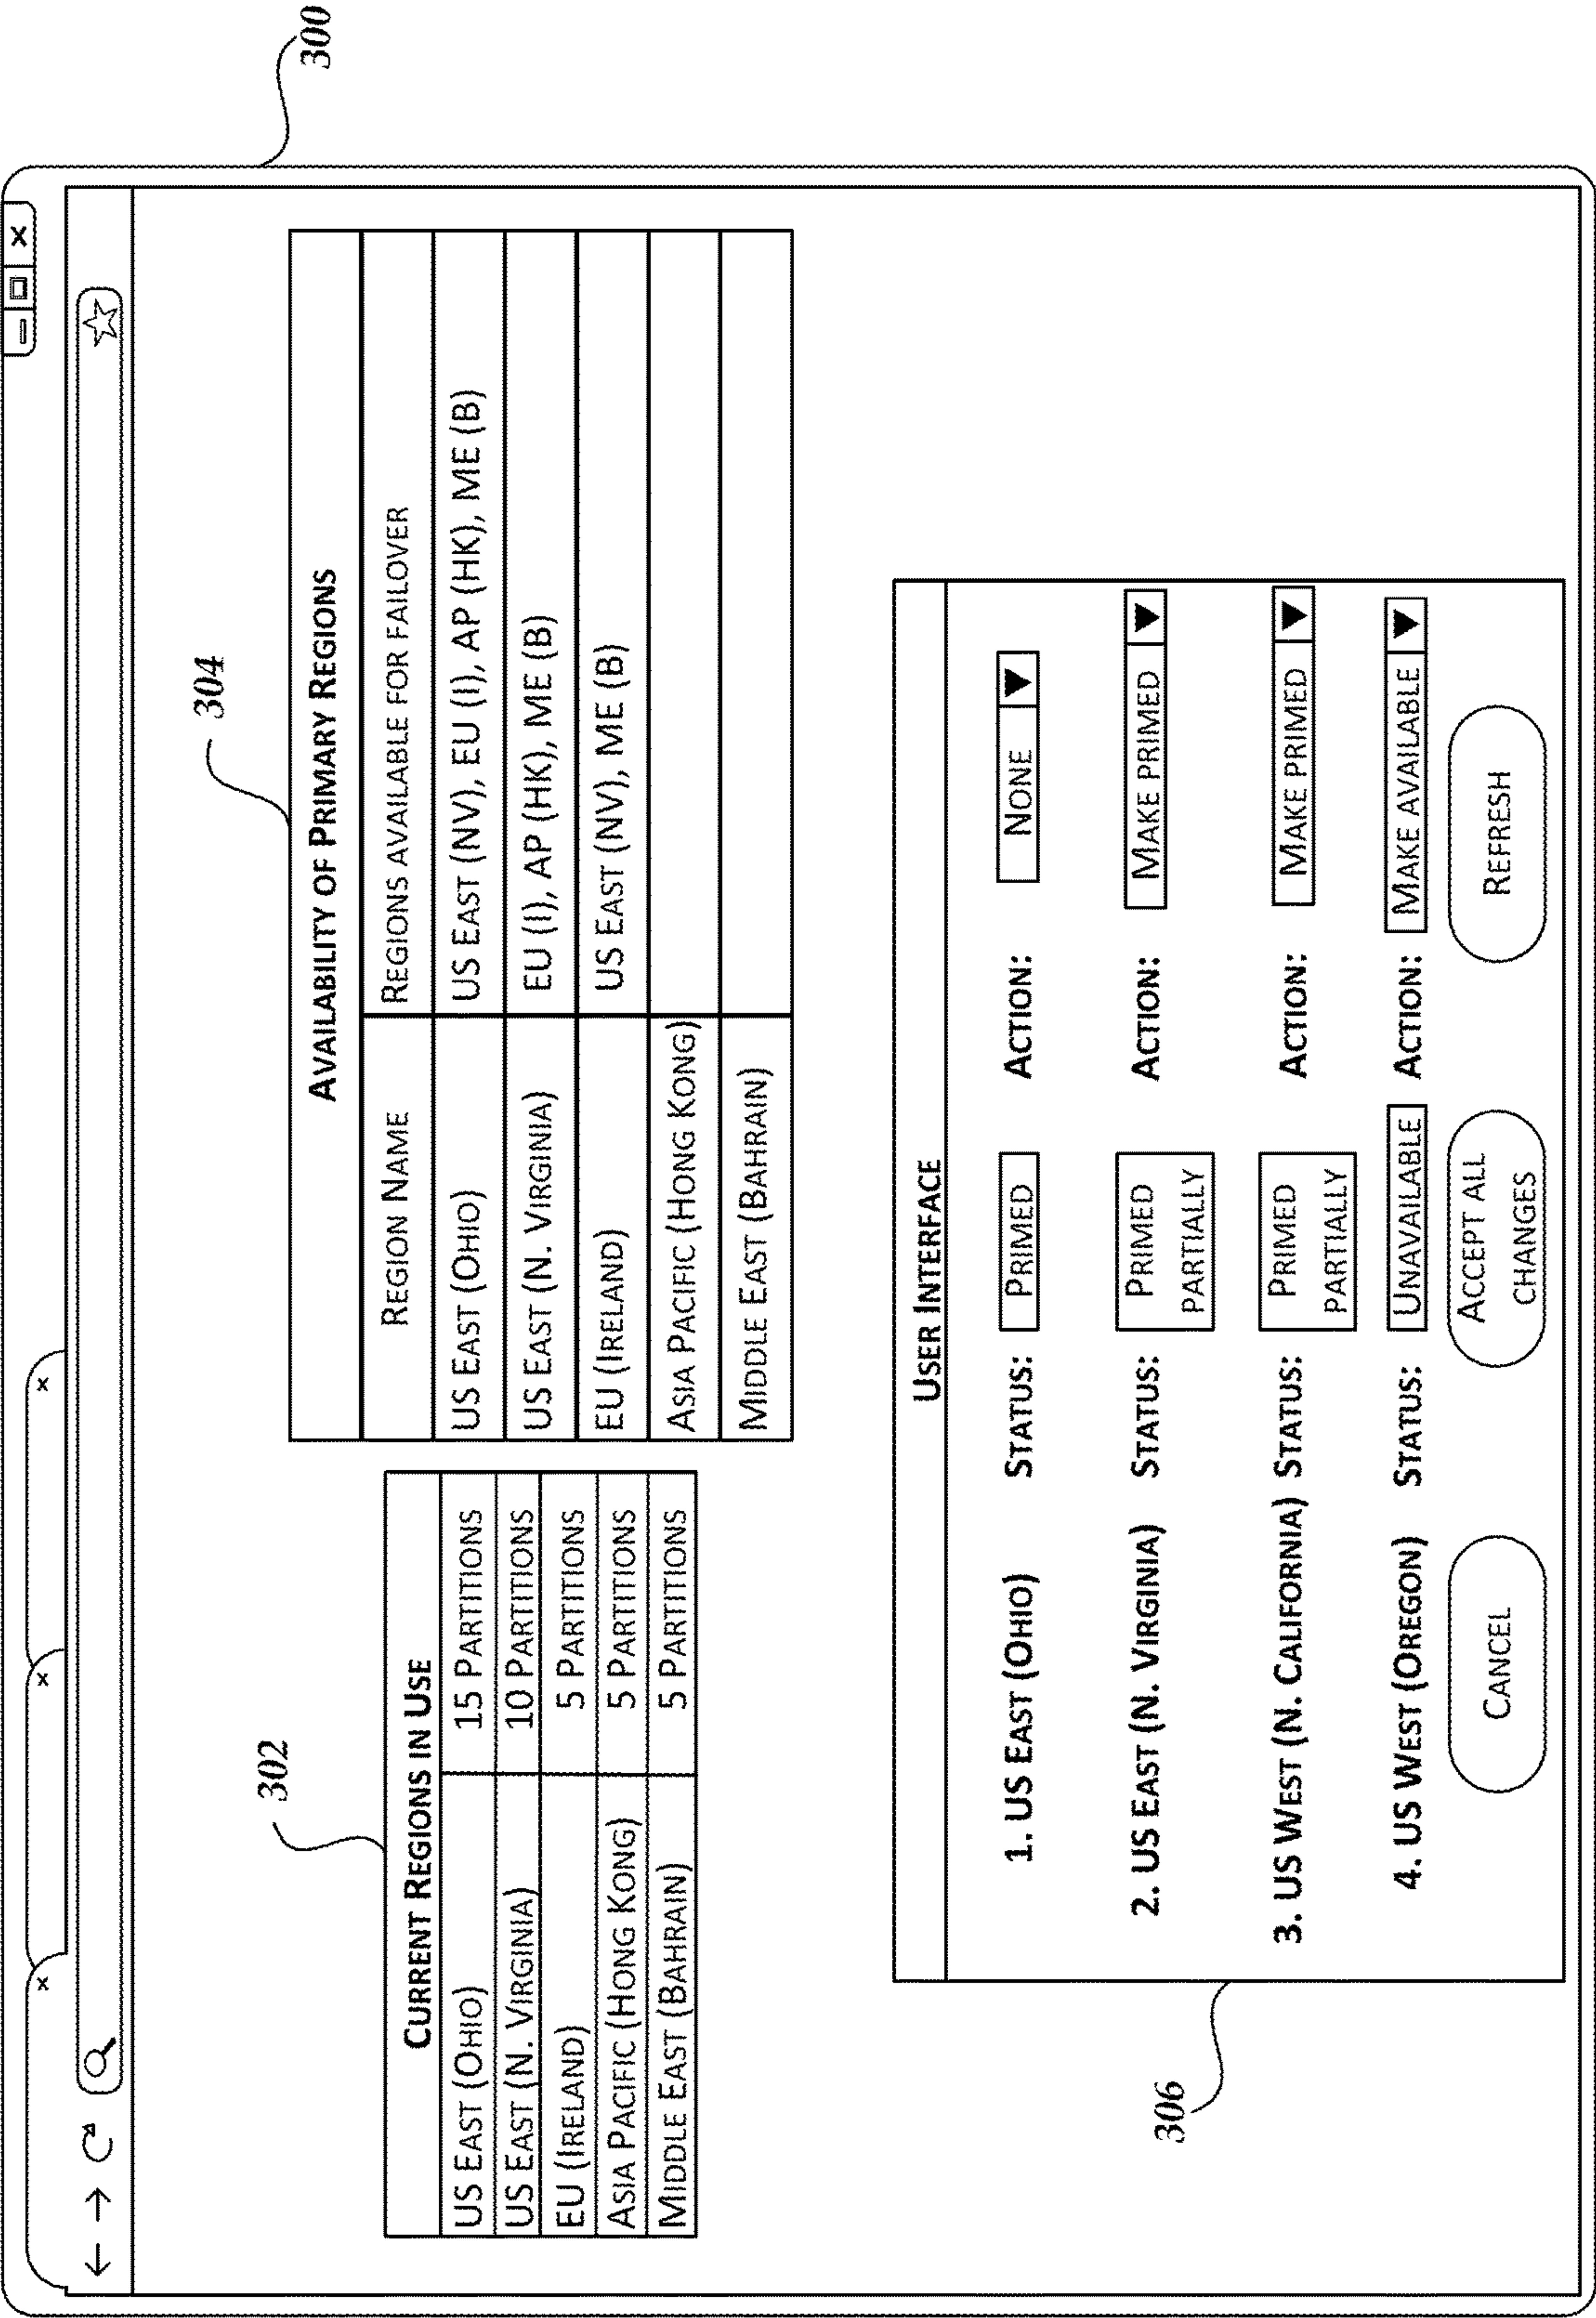 300
x
x
x
X
302
CURRENT REGIONS IN USE
US EAST (OHIO) 15 PARTITIONS
US EAST (N. VIRGINIA) 10 PARTITIONS
EU (IRELAND) 5 PARTITIONS
ASIA PACIFIC (HONG KONG) 5 PARTITIONS
MIDDLE EAST (BAHRAIN) 5 PARTITIONS
304
AVAILABILITY OF PRIMARY REGIONS
REGION NAME REGIONS AVAILABLE FOR FAILOVER
US EAST (OHIO) US EAST (NV), EU (I), AP (HK), ME (B)
US EAST (N. VIRGINIA) EU (I), AP (HK), ME (B)
EU (IRELAND) US EAST (NV), ME (B)
ASIA PACIFIC (HONG KONG)
MIDDLE EAST (BAHRAIN)
306
USER INTERFACE
1. US EAST (OHIO) STATUS: PRIMED ACTION: NONE
2. US EAST (N. VIRGINIA) STATUS: PRIMED ACTION: MAKE PRIMED
PARTIALLY
3. US WEST (N. CALIFORNIA) STATUS: PRIMED ACTION: MAKE PRIMED
PARTIALLY
4. US WEST (OREGON) STATUS: UNAVAILABLE ACTION: MAKE AVAILABLE
CANCEL
ACCEPT ALL
CHANGES
REFRESH